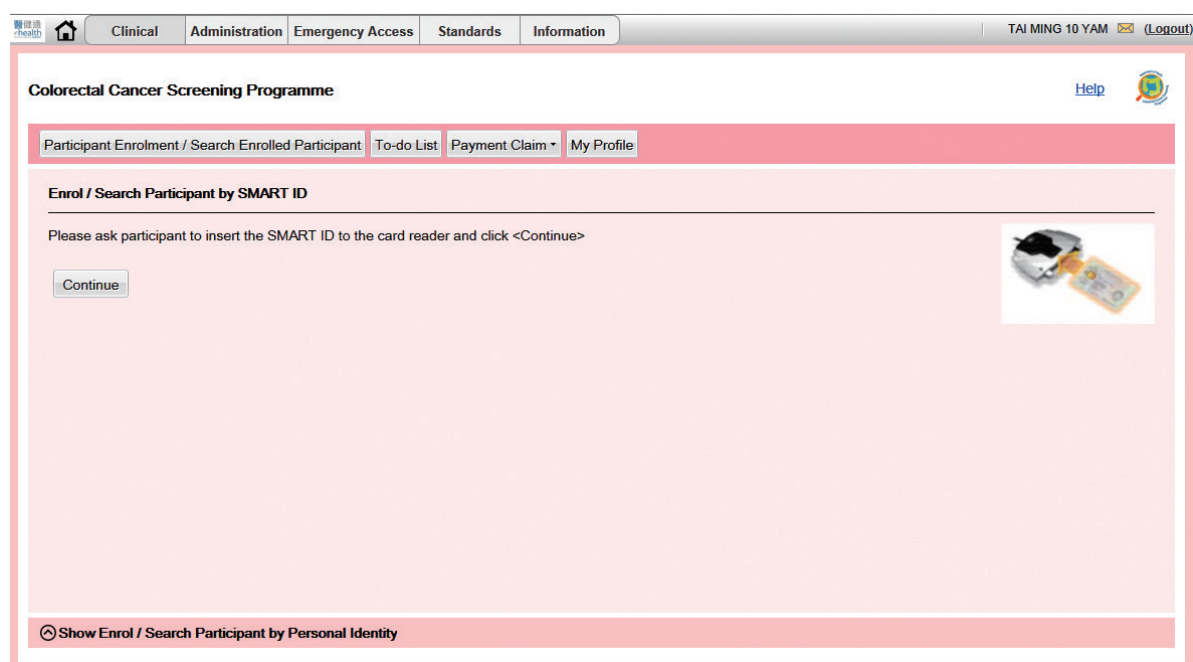 醫健通
ehealth
Clinical
Administration
Emergency Access
Standards
Information
TAI MING 10 YAM
(Logout)
Colorectal Cancer Screening Programme
Help
Participant Enrolment / Search Enrolled Participant
To-do List
Payment Claim
My Profile
Enrol / Search Participant by SMART ID
Please ask participant to insert the SMART ID to the card reader and click <Continue>
Continue
Show Enrol / Search Participant by Personal Identity